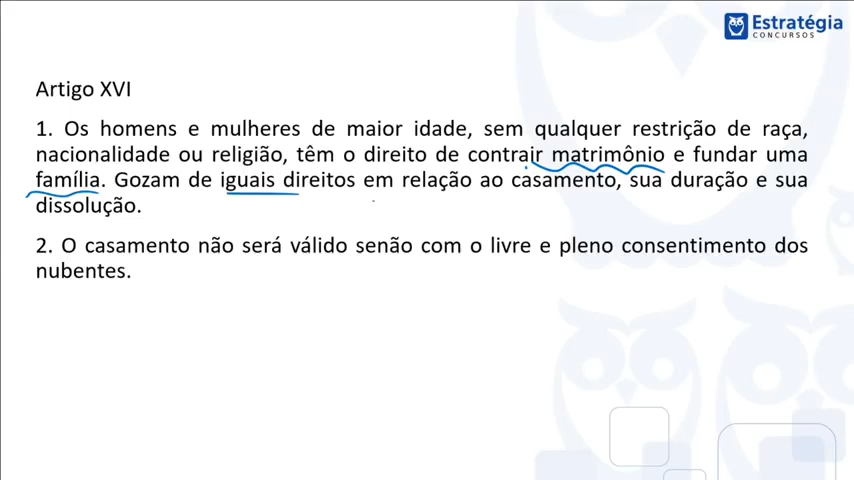 Estratégia
CONCURSOS
Artigo XVI
1. Os homens e mulheres de maior idade, sem qualquer restrição de raça,
nacionalidade ou religião, têm o direito de contrair matrimônio e fundar uma
família. Gozam de iguais direitos em relação ao casamento, sua duração e sua
dissolução.
2. O casamento não será válido senão com o livre e pleno consentimento dos
nubentes.